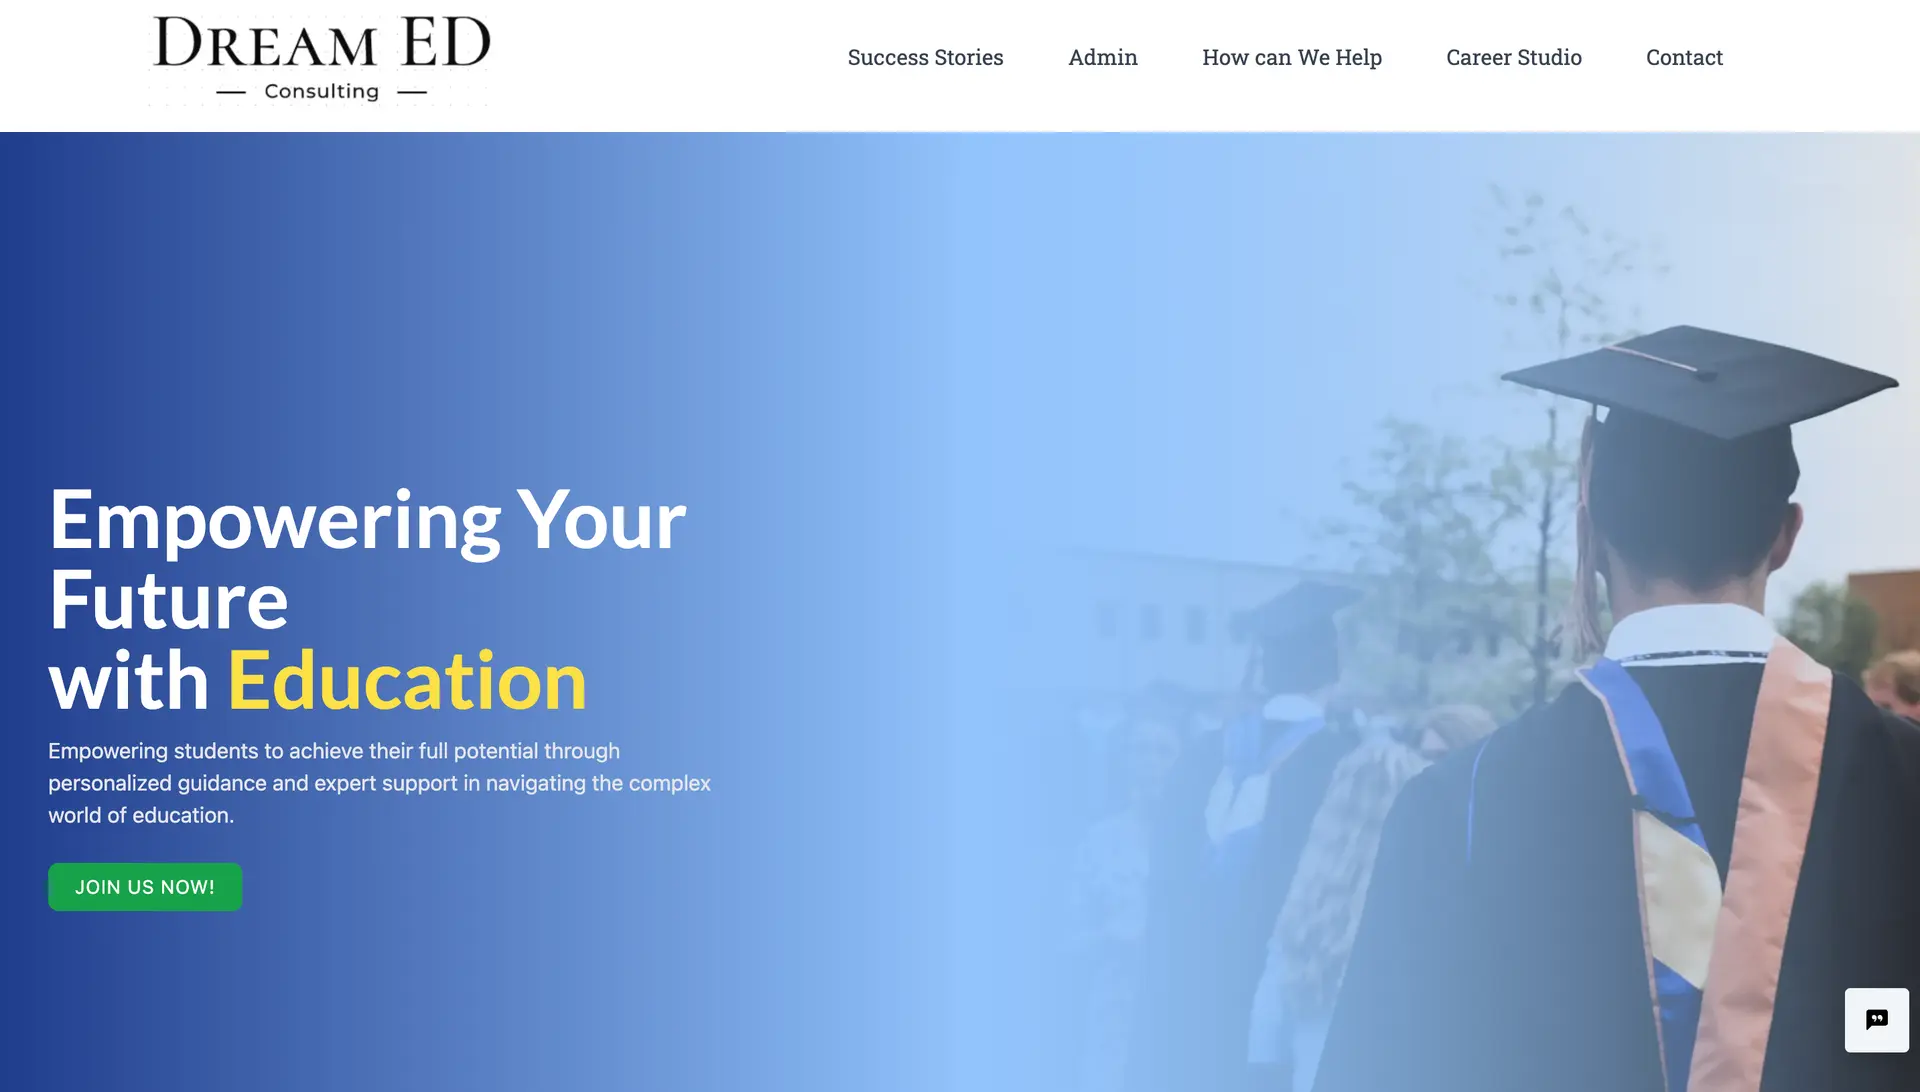 DREAM ED
Consulting
Success Stories
Admin
How can We Help
Career Studio
Contact
Empowering Your
Future
with Education
Empowering students to achieve their full potential through
personalized guidance and expert support in navigating the complex
world of education.
JOIN US NOW!